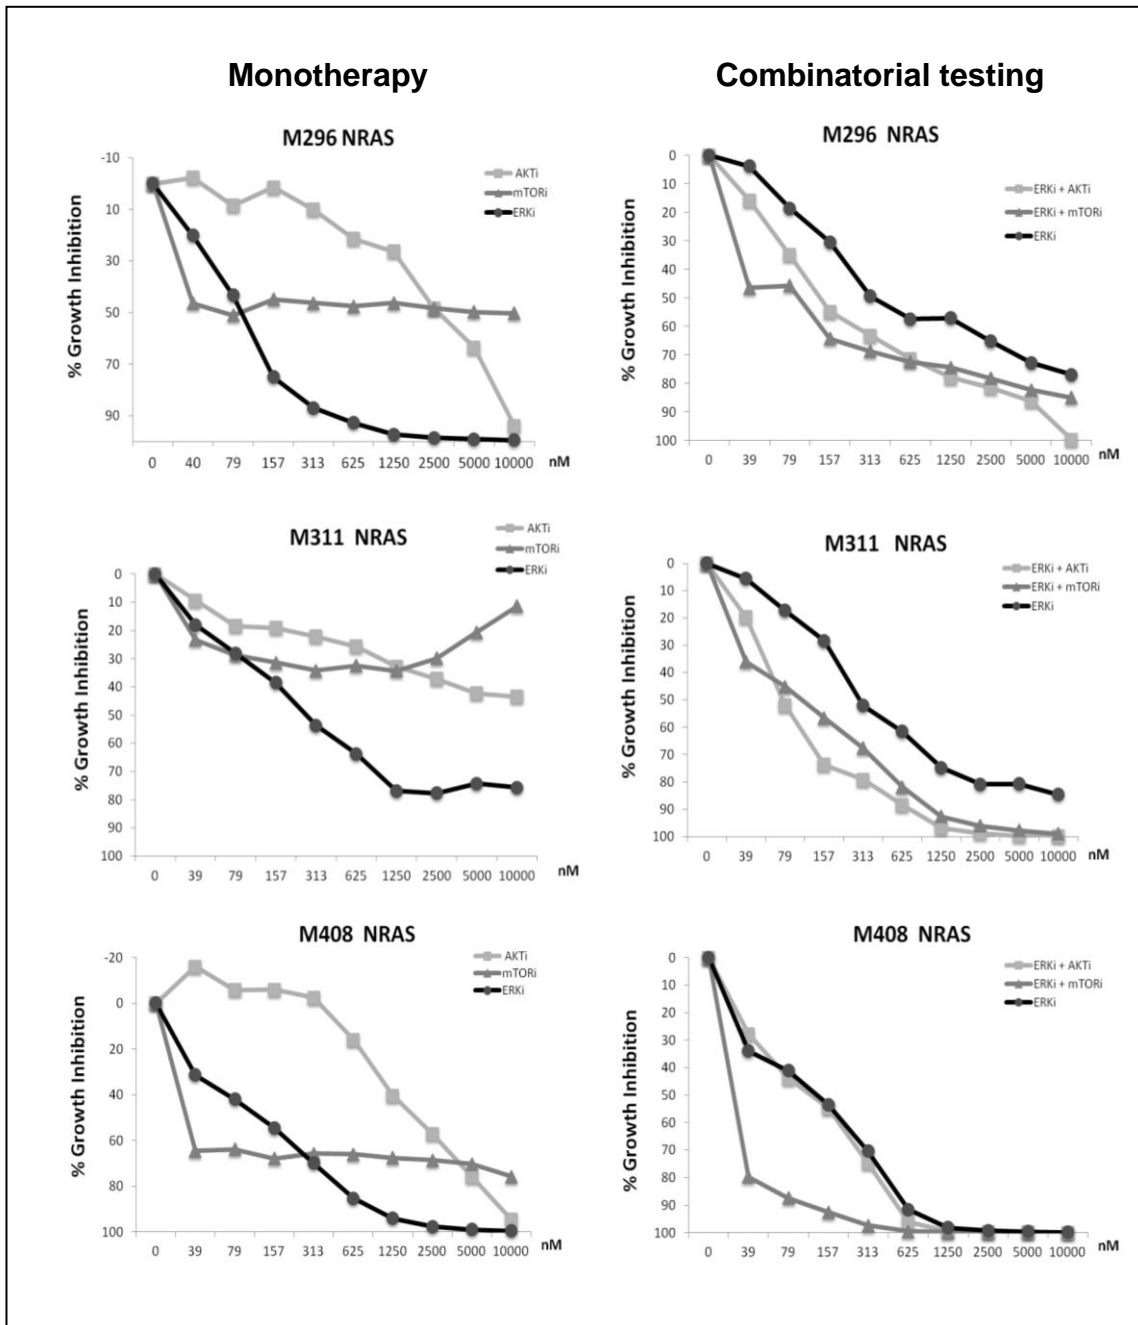 Monotherapy
Combinatorial testing
M296 NRAS
AKTi
mTORi
ERKi
% Growth Inhibition
-10
10
30
50
70
90
0 40 79 157 313 625 1250 2500 5000 10000 nM
M296 NRAS
ERKi + AKTi
ERKi + mTORi
ERKi
% Growth Inhibition
0
10
20
30
40
50
60
70
80
90
100
0 39 79 157 313 625 1250 2500 5000 10000 nM
M311 NRAS
AKTi
mTORi
ERKi
% Growth Inhibition
0
10
20
30
40
50
60
70
80
90
100
0 39 79 157 313 625 1250 2500 5000 10000 nM
M311 NRAS
ERKi + AKTi
ERKi + mTORi
ERKi
% Growth Inhibition
0
10
20
30
40
50
60
70
80
90
100
0 39 79 157 313 625 1250 2500 5000 10000 nM
M408 NRAS
AKTi
mTORi
ERKi
% Growth Inhibition
-20
0
20
40
60
80
100
0 39 79 157 313 625 1250 2500 5000 10000 nM
M408 NRAS
ERKi + AKTi
ERKi + mTORi
ERKi
% Growth Inhibition
0
10
20
30
40
50
60
70
80
90
100
0 39 79 157 313 625 1250 2500 5000 10000 nM